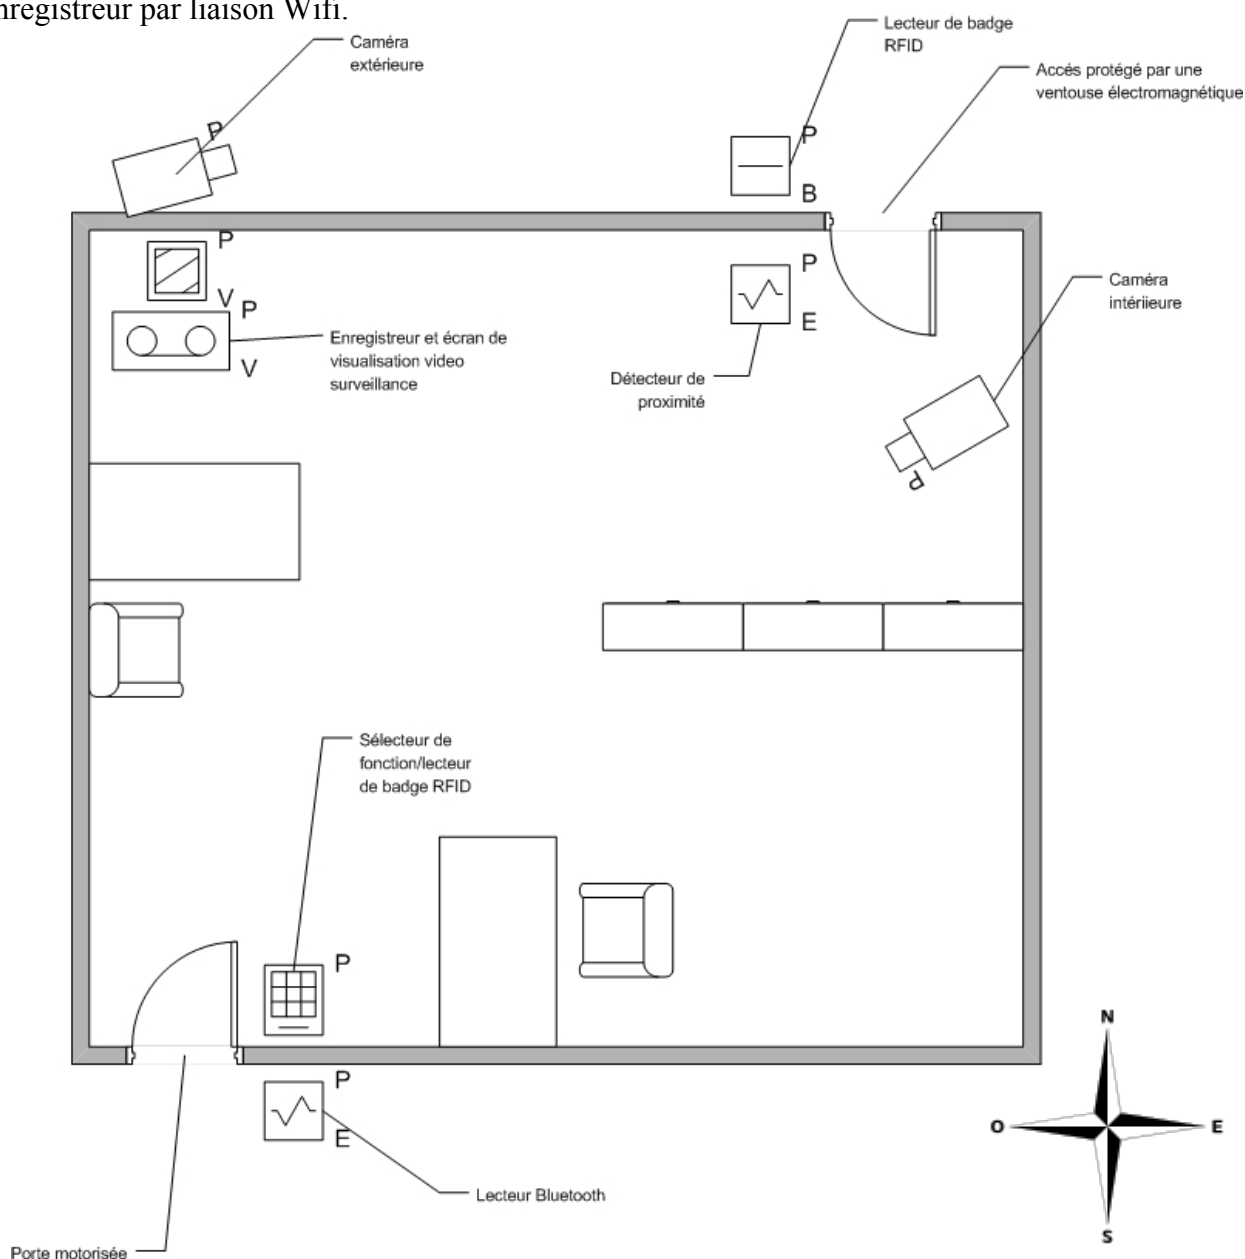 nregistreur par liaison Wifi.
Caméra
extérieure
Lecteur de badge
RFID
Accés protégé par une
ventouse électromagnétique
P
P
B
P
V
P
V
Enregistreur et écran de
visualisation video
surveillance
P
E
Détecteur de
proximité
Caméra
intériieure
P
Sélecteur de
fonction/lecteur
de badge RFID
P
P
E
Lecteur Bluetooth
Porte motorisée
N
O
E
S